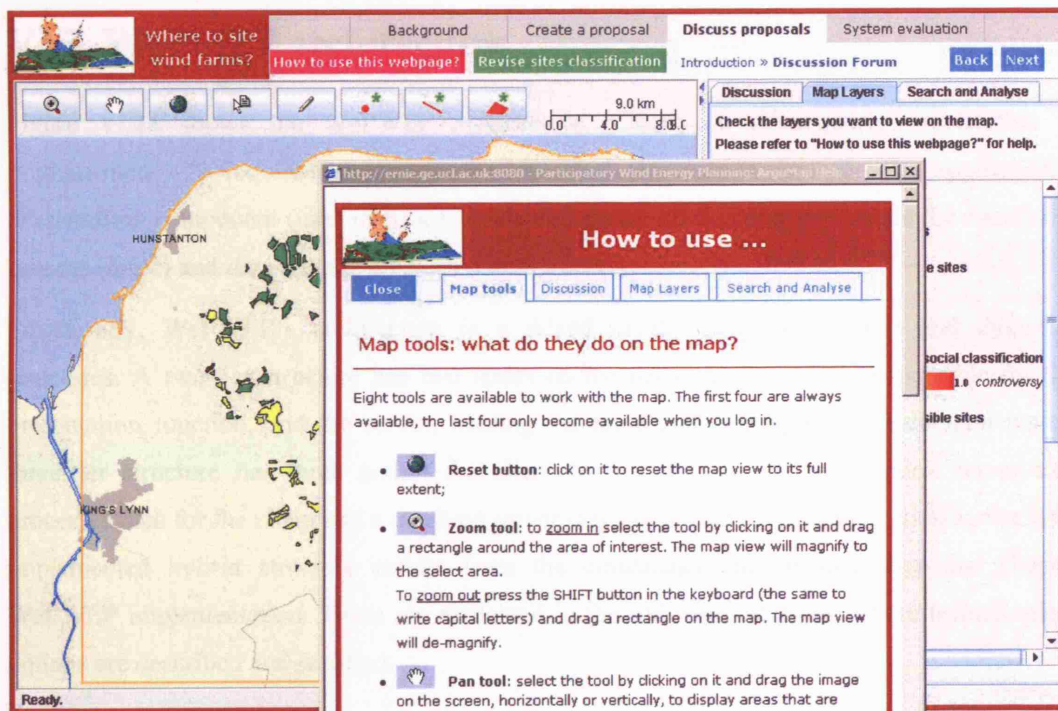 Where to site
wind farms?
Background
Create a proposal
Discuss proposals
System evaluation
How to use this webpage?
Revise sites classification
Introduction » Discussion Forum
Back
Next
9.0 km
0.0
4.0
8.0
Discussion
Map Layers
Search and Analyse
Check the layers you want to view on the map.
Please refer to "How to use this webpage?" for help.
HUNSTANTON
KING'S LYNN
Ready.
e sites
social classification
1.0 controversy
sible sites
http://ernie.ge.ucl.ac.uk:8080 - Participatory Wind Energy Planning: ArguMap Help
How to use ...
Close
Map tools
Discussion
Map Layers
Search and Analyse
Map tools: what do they do on the map?
Eight tools are available to work with the map. The first four are always
available, the last four only become available when you log in.
Reset button: click on it to reset the map view to its full
extent;
Zoom tool: to zoom in select the tool by clicking on it and drag
a rectangle around the area of interest. The map view will magnify to
the select area.
To zoom out press the SHIFT button in the keyboard (the same to
write capital letters) and drag a rectangle on the map. The map view
will de-magnify.
Pan tool: select the tool by clicking on it and drag the image
on the screen, horizontally or vertically, to display areas that are